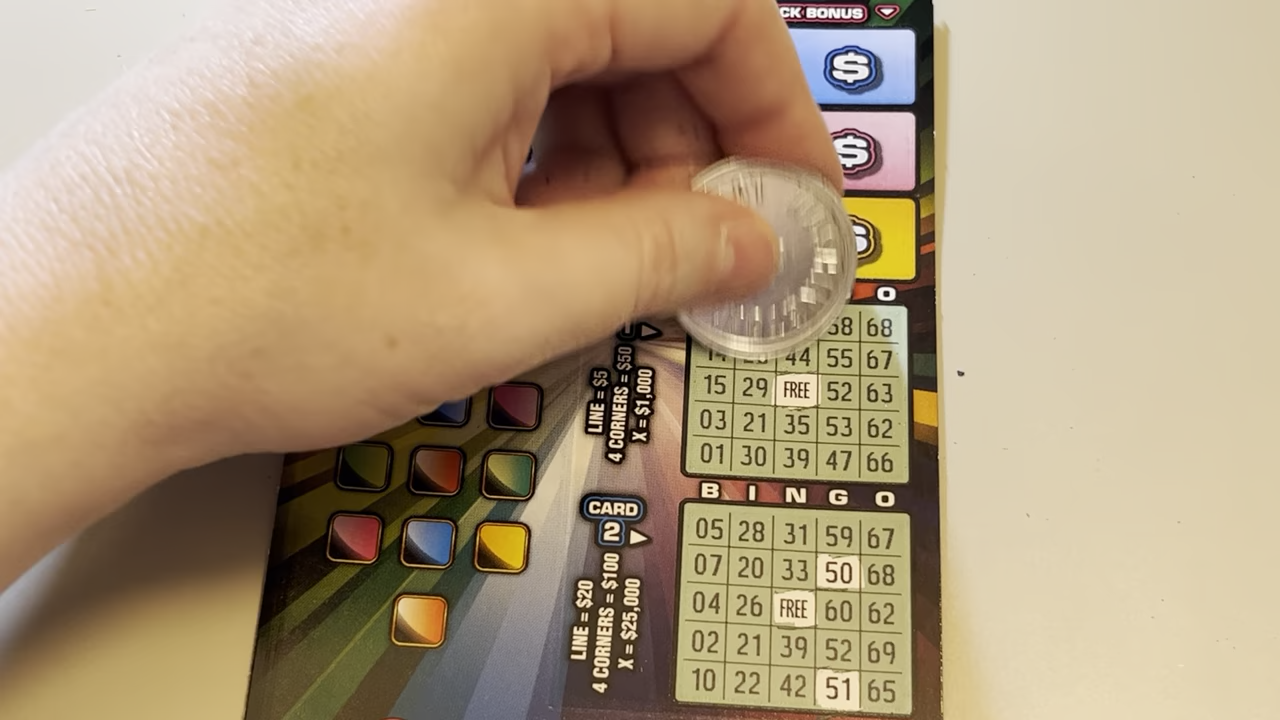 CK BONUS
$
$
$
O
58 68
44 55 67
15 29 FREE 52 63
03 21 35 53 62
01 30 39 47 66
LINE = $5
4 CORNERS = $50
X = $1,000
B I N G O
CARD
2
LINE = $20
4 CORNERS = $100
X = $25,000
05 28 31 59 67
07 20 33 50 68
04 26 FREE 60 62
02 21 39 52 69
10 22 42 51 65